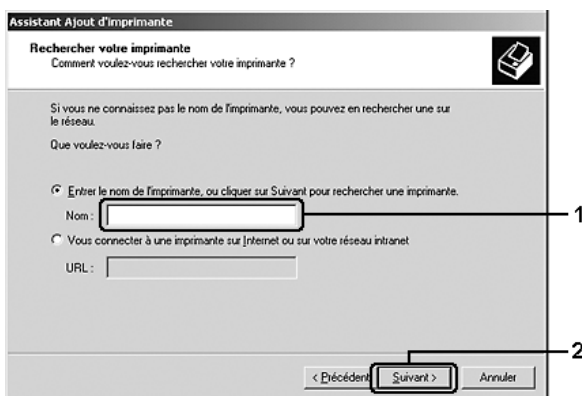 Assistant Ajout d'imprimante
Rechercher votre imprimante
Comment voulez-vous rechercher votre imprimante ?
Si vous ne connaissez pas le nom de l'imprimante, vous pouvez en rechercher une sur
le réseau.
Que voulez-vous faire ?
Entrer le nom de l'imprimante, ou cliquer sur Suivant pour rechercher une imprimante.
Nom :
1
Vous connecter à une imprimante sur Internet ou sur votre réseau intranet
URL :
2
< Précédent Suivant > Annuler